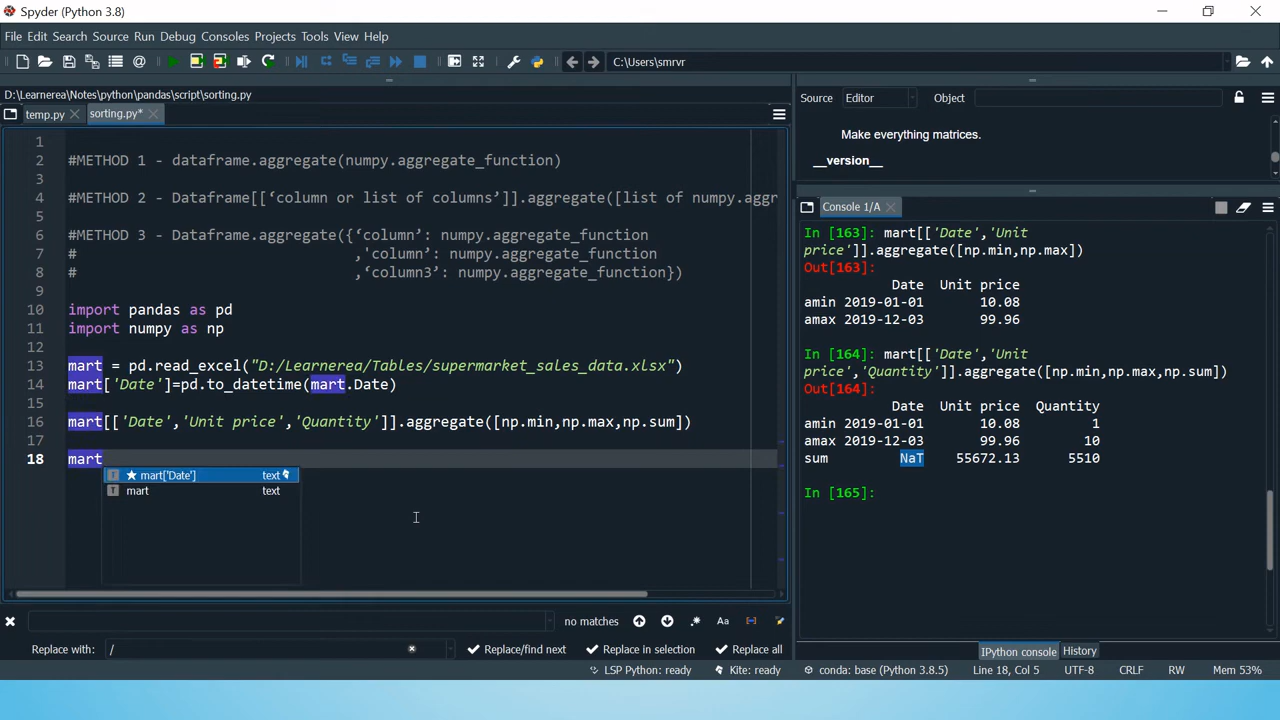 Spyder (Python 3.8)
File Edit Search Source Run Debug Consoles Projects Tools View Help
C:\Users\smrvr
D:\Learnerea\Notes\python\pandas\script\sorting.py
temp.py
sorting.py*
1
2 #METHOD 1 - dataframe.aggregate(numpy.aggregate_function)
3
4 #METHOD 2 - Dataframe[[‘column or list of columns’]].aggregate([list of numpy.aggr
5
6 #METHOD 3 - Dataframe.aggregate({‘column’: numpy.aggregate_function
7 # ,'column’: numpy.aggregate_function
8 # ,‘column3’: numpy.aggregate_function})
9
10 import pandas as pd
11 import numpy as np
12
13 mart = pd.read_excel("D:/Learnerea/Tables/supermarket_sales_data.xlsx")
14 mart['Date']=pd.to_datetime(mart.Date)
15
16 mart[['Date','Unit price','Quantity']].aggregate([np.min,np.max,np.sum])
17
18 mart
★ mart['Date'] text
mart text
no matches
Aa
Replace with: /
Replace/find next
Replace in selection
Replace all
Source Editor Object
Make everything matrices.
__version__
Console 1/A
In [163]: mart[['Date','Unit
price']].aggregate([np.min,np.max])
Out[163]:
Date Unit price
amin 2019-01-01 10.08
amax 2019-12-03 99.96
In [164]: mart[['Date','Unit
price','Quantity']].aggregate([np.min,np.max,np.sum])
Out[164]:
Date Unit price Quantity
amin 2019-01-01 10.08 1
amax 2019-12-03 99.96 10
sum NaT 55672.13 5510
In [165]:
IPython console History
LSP Python: ready Kite: ready conda: base (Python 3.8.5) Line 18, Col 5 UTF-8 CRLF RW Mem 53%